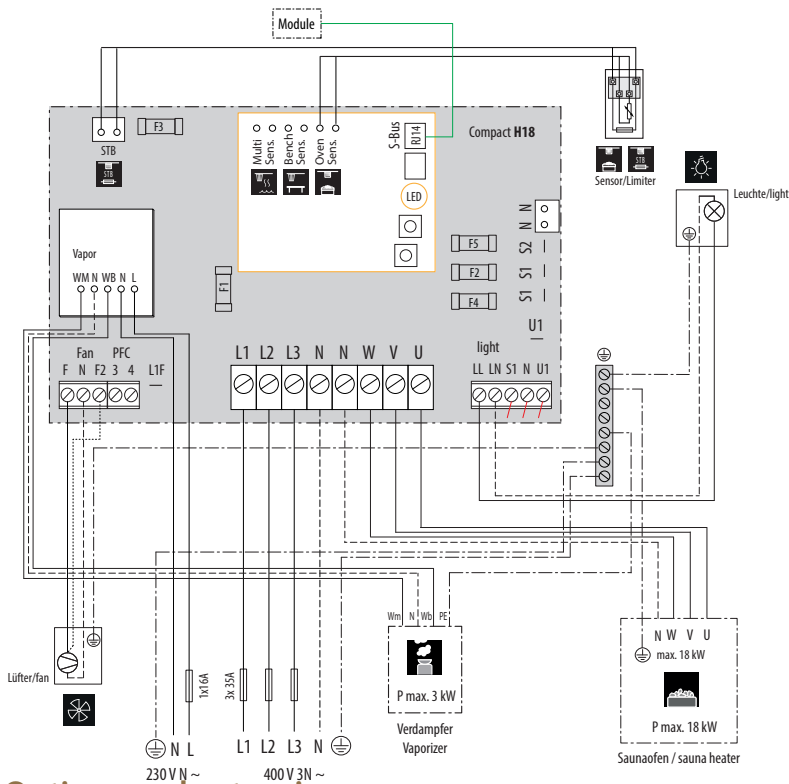 Module
F3
STB
STB
Multi
Sens.
Bench
Sens.
Oven
Sens.
S-Bus
RJ14
Compact H18
LED
STB
Sensor/Limiter
Leuchte/light
Vapor
WM N WB N L
F1
F5
F2
F4
N
N
S2
S1
S1
U1
Fan PFC
F N F2 3 4 L1F
L1 L2 L3 N N W V U
light
LL LN S1 N U1
Lüfter/fan
1x16A
3x 35A
Wm N Wb PE
P max. 3 kW
Verdampfer
Vaporizer
N W V U
max. 18 kW
P max. 18 kW
Saunaofen / sauna heater
N L
230 V N ~
L1 L2 L3 N
400 V 3N ~